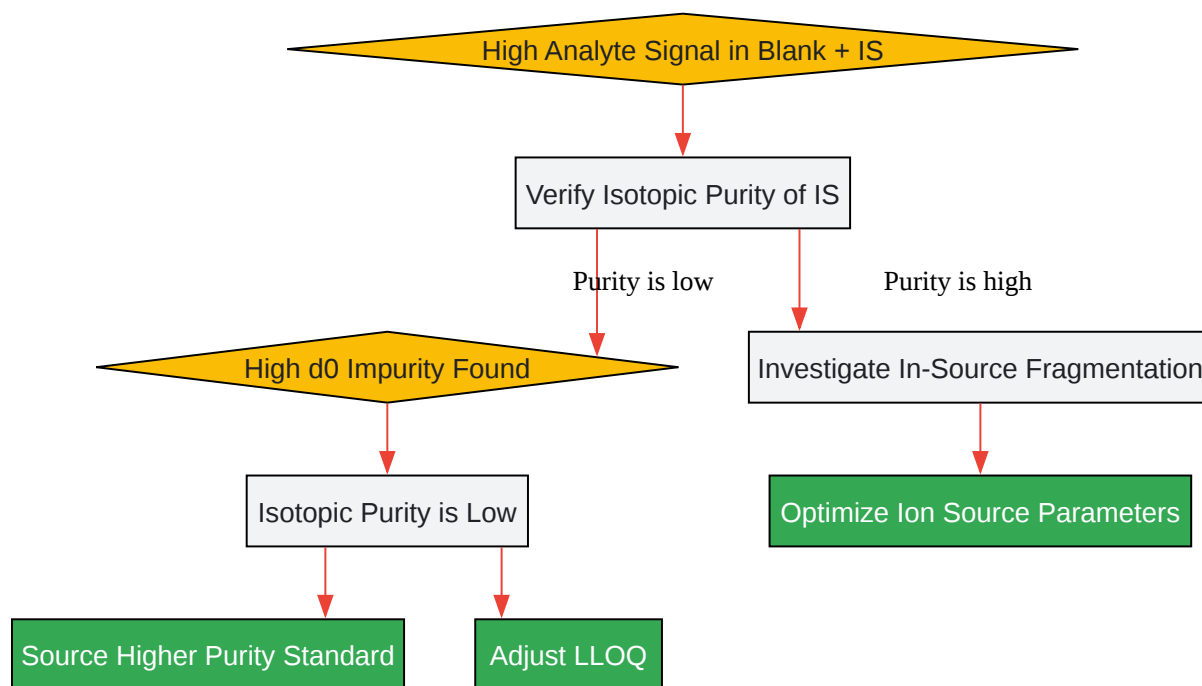 High Analyte Signal in Blank + IS
Verify Isotopic Purity of IS
Purity is low
Purity is high
High d0 Impurity Found
Investigate In-Source Fragmentation
Isotopic Purity is Low
Optimize Ion Source Parameters
Source Higher Purity Standard
Adjust LLOQ